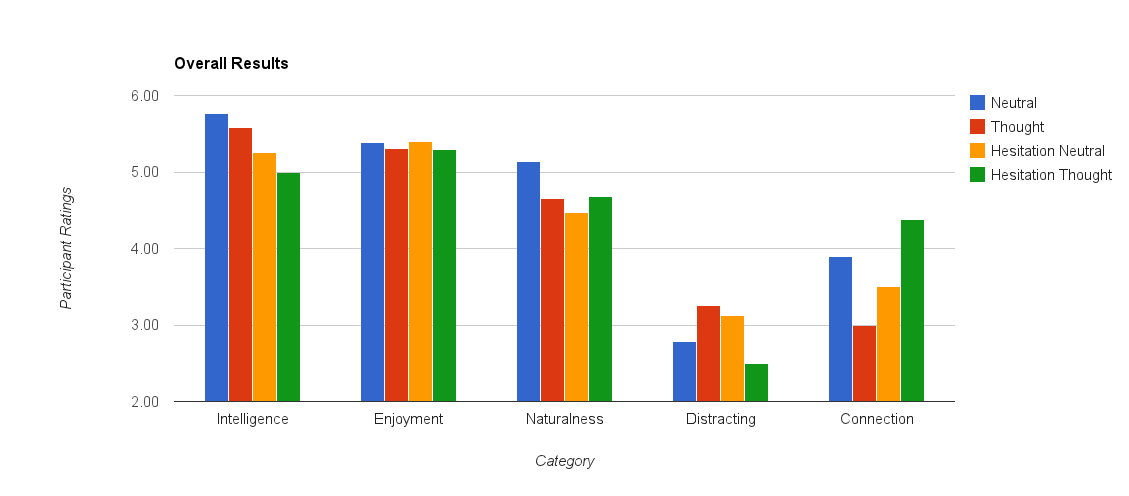 Overall Results
6.00
5.00
4.00
3.00
2.00
Participant Ratings
Intelligence
Enjoyment
Naturalness
Distracting
Connection
Category
Neutral
Thought
Hesitation Neutral
Hesitation Thought